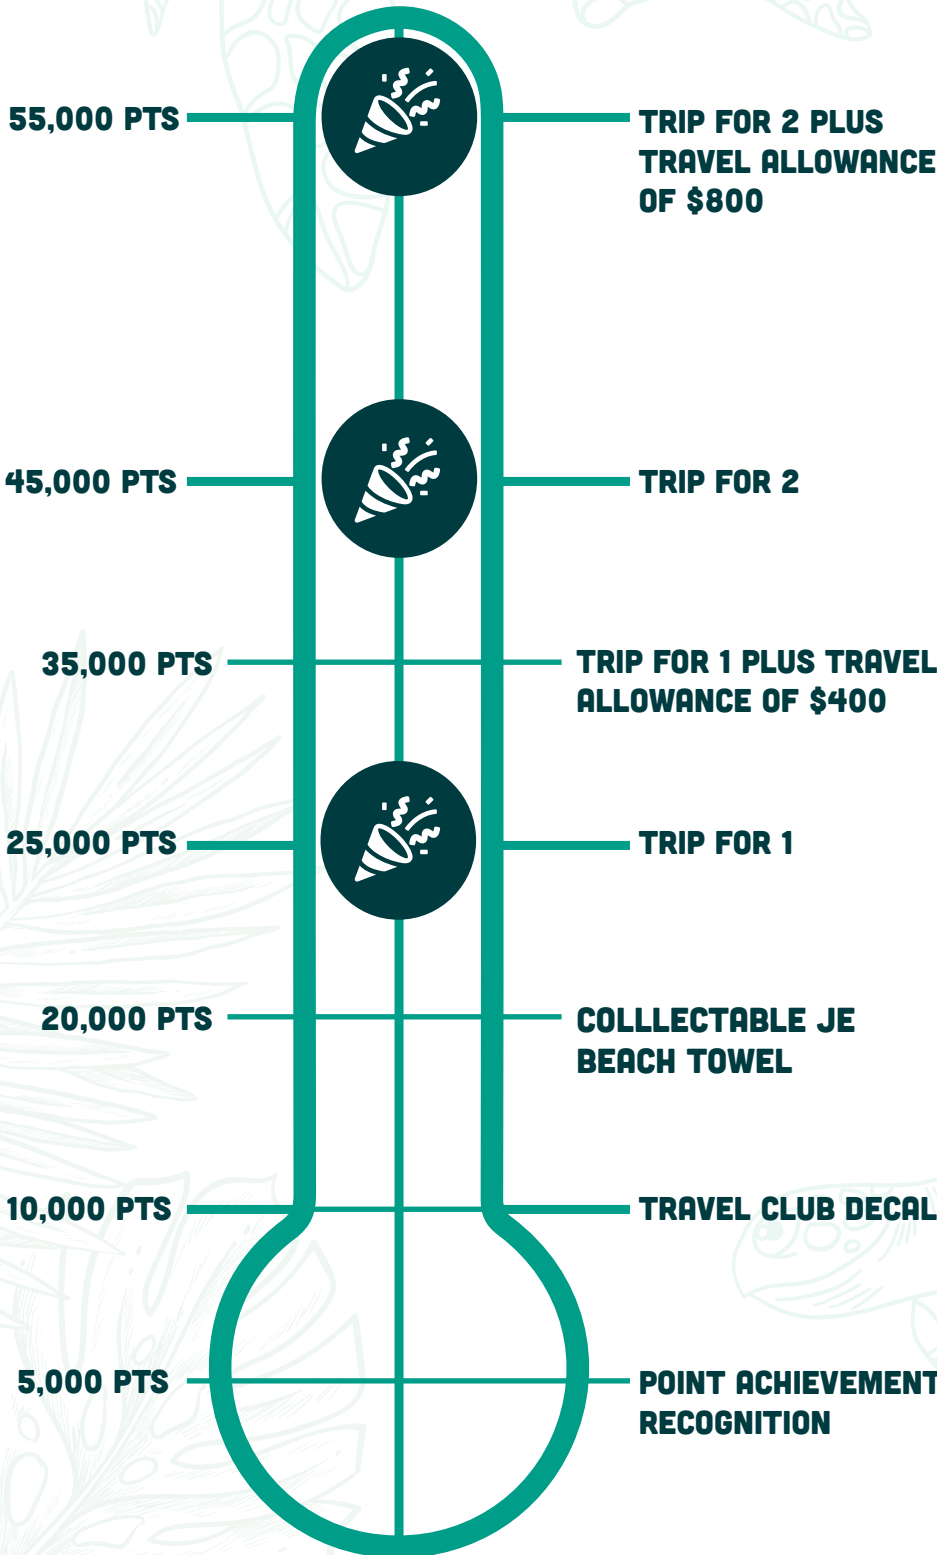 55,000 PTS
TRIP FOR 2 PLUS
TRAVEL ALLOWANCE
OF $800
45,000 PTS
TRIP FOR 2
35,000 PTS
TRIP FOR 1 PLUS TRAVEL
ALLOWANCE OF $400
25,000 PTS
TRIP FOR 1
20,000 PTS
COLLLECTABLE JE
BEACH TOWEL
10,000 PTS
TRAVEL CLUB DECAL
5,000 PTS
POINT ACHIEVEMENT
RECOGNITION